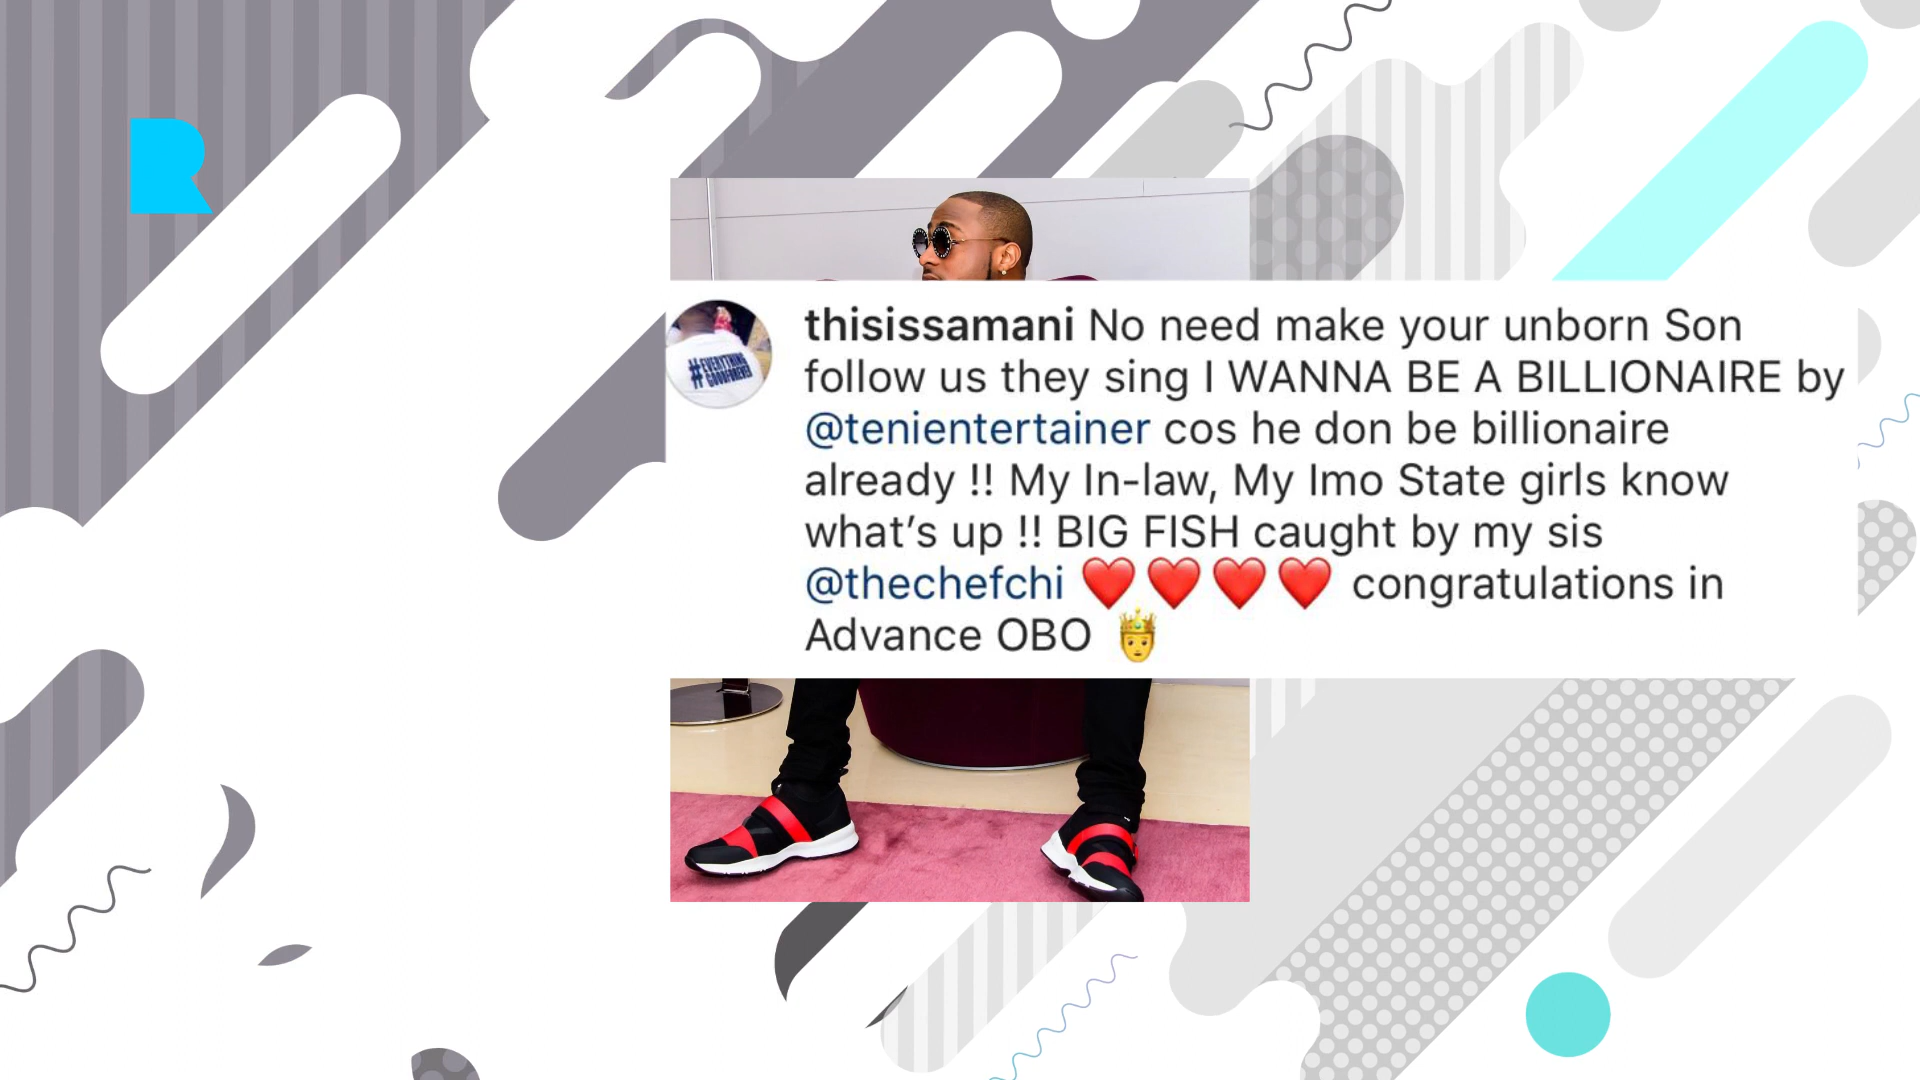 R
#EVERYTHING
GOODFOREVER
thisissamani No need make your unborn Son
follow us they sing I WANNA BE A BILLIONAIRE by
@tenientertainer cos he don be billionaire
already !! My In-law, My Imo State girls know
what’s up !! BIG FISH caught by my sis
@thechefchi ❤️❤️❤️❤️ congratulations in
Advance OBO 🤴